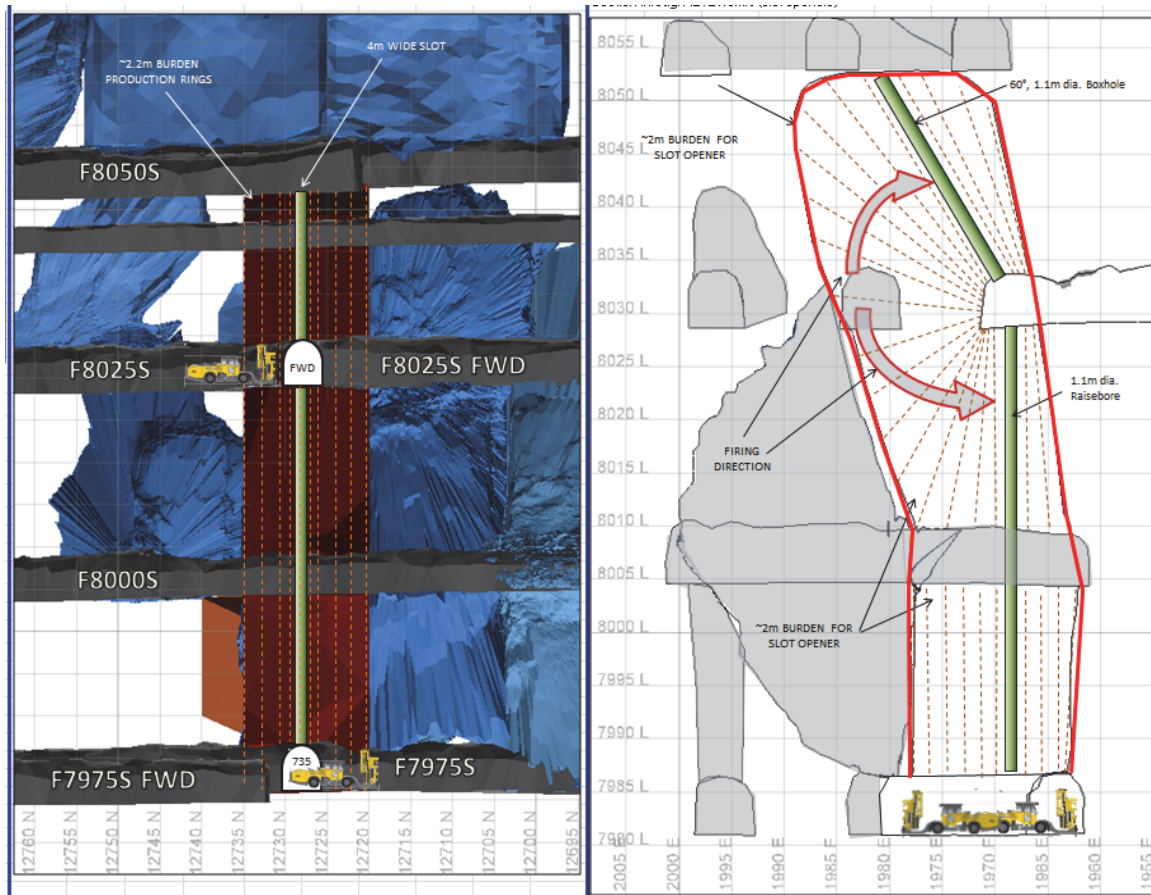 4m WIDE SLOT
~2.2m BURDEN
PRODUCTION RINGS
F8050S
F8025S
FWD
F8025S FWD
F8000S
735
F7975S FWD
F7975S
12760 N
12755 N
12750 N
12745 N
12740 N
12735 N
12730 N
12725 N
12720 N
12715 N
12710 N
12705 N
12700 N
12695 N
8055 L
8050 L
8045 L
8040 L
8035 L
8030 L
8025 L
8020 L
8015 L
8010 L
8005 L
8000 L
7995 L
7990 L
7985 L
7980 L
60°, 1.1m dia. Boxhole
~2m BURDEN FOR
SLOT OPENER
1.1m dia.
Raisebore
FIRING
DIRECTION
~2m BURDEN FOR
SLOT OPENER
2005 E
2000 E
1995 E
1990 E
1985 E
1980 E
1975 E
1970 E
1965 E
1960 E
1955